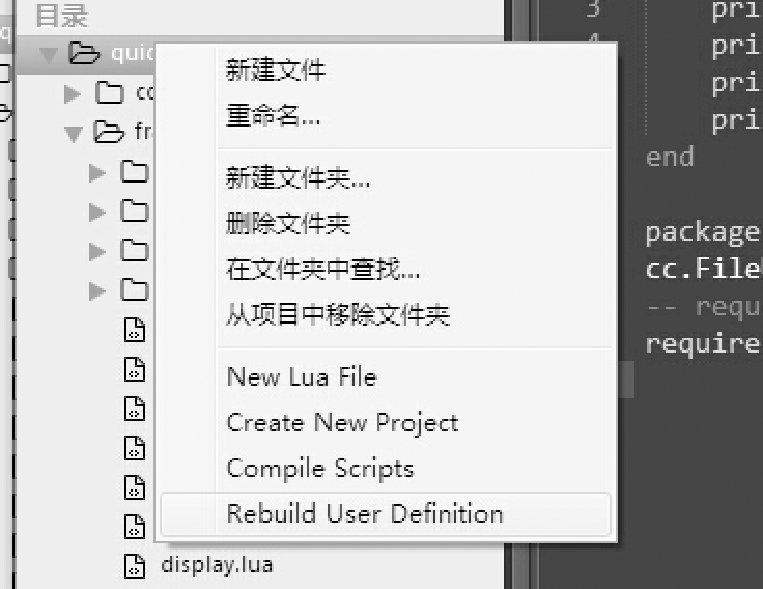 目录
quic
cc
fr
新建文件
重命名...
新建文件夹...
删除文件夹
在文件夹中查找...
从项目中移除文件夹
New Lua File
Create New Project
Compile Scripts
Rebuild User Definition
display.lua
3
pri
4
pri
pri
pri
end
package
cc.File
-- requ
require